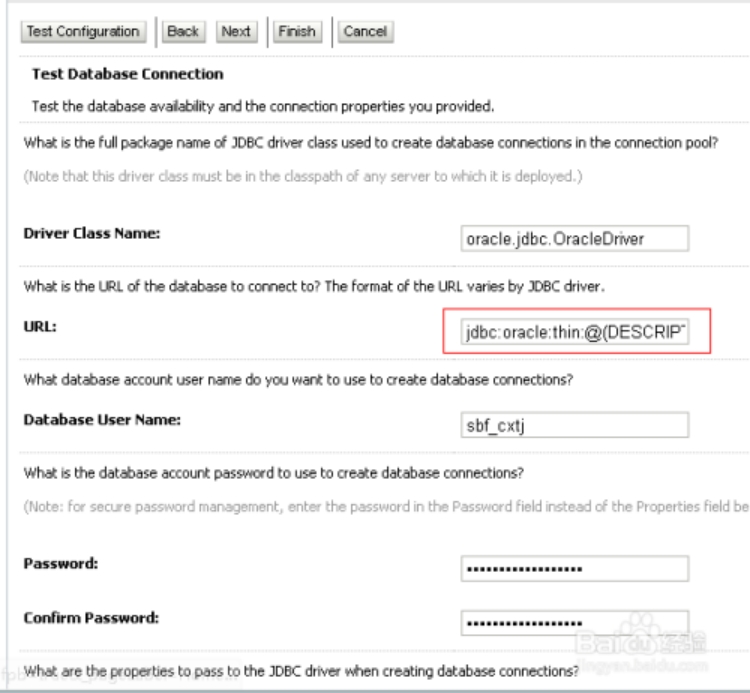 Test Configuration Back Next Finish Cancel
Test Database Connection
Test the database availability and the connection properties you provided.
What is the full package name of JDBC driver class used to create database connections in the connection pool?
(Note that this driver class must be in the classpath of any server to which it is deployed.)
Driver Class Name: oracle.jdbc.OracleDriver
What is the URL of the database to connect to? The format of the URL varies by JDBC driver.
URL: jdbc:oracle:thin:@(DESCRIPT
What database account user name do you want to use to create database connections?
Database User Name: sbf_cxtj
What is the database account password to use to create database connections?
(Note: for secure password management, enter the password in the Password field instead of the Properties field be
Password: ••••••••••••••••••
Confirm Password: ••••••••••••••••••
Baidu 经验
jingyan.baidu.com
What are the properties to pass to the JDBC driver when creating database connections?